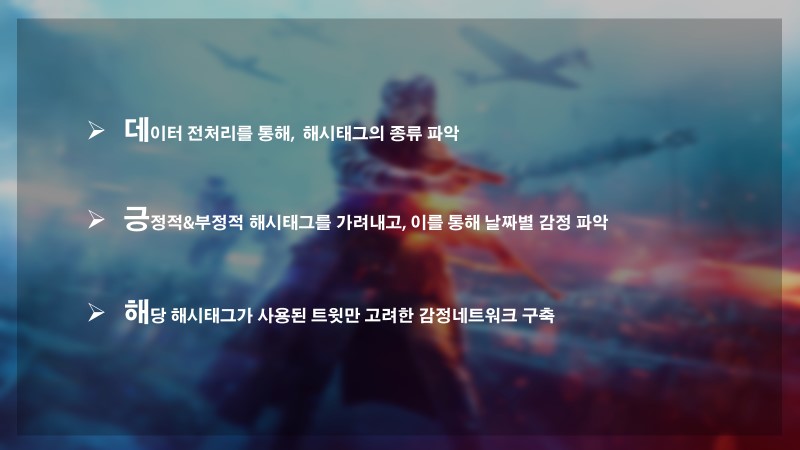 ➢ 데이터 전처리를 통해, 해시태그의 종류 파악
➢ 긍정적&부정적 해시태그를 가려내고, 이를 통해 날짜별 감정 파악
➢ 해당 해시태그가 사용된 트윗만 고려한 감정네트워크 구축